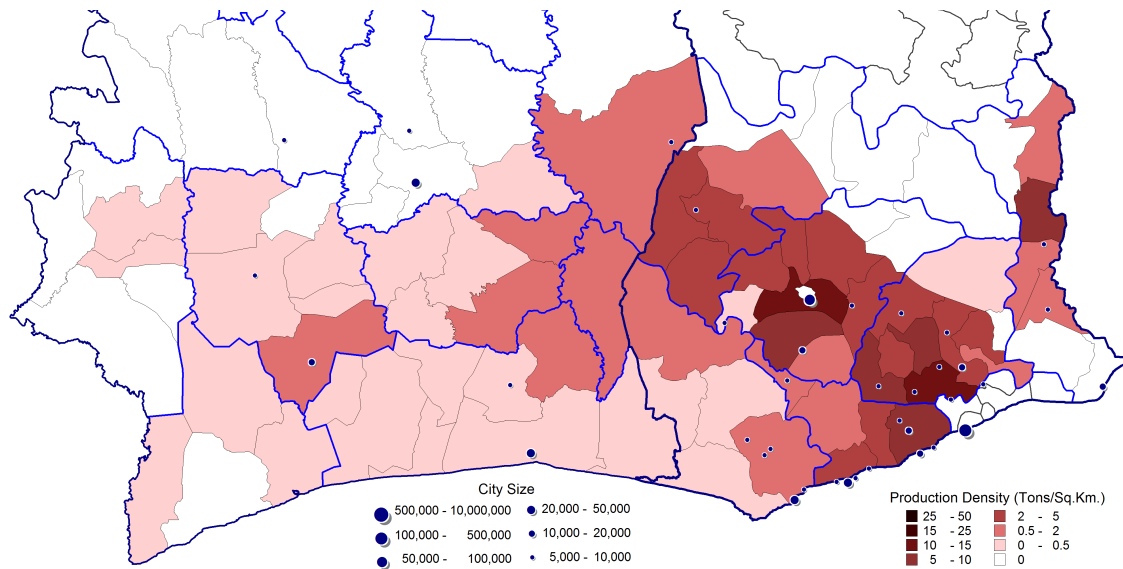 City Size
500,000 - 10,000,000
100,000 - 500,000
50,000 - 100,000
20,000 - 50,000
10,000 - 20,000
5,000 - 10,000
Production Density (Tons/Sq.Km.)
25 - 50
15 - 25
10 - 15
5 - 10
2 - 5
0.5 - 2
0 - 0.5
0